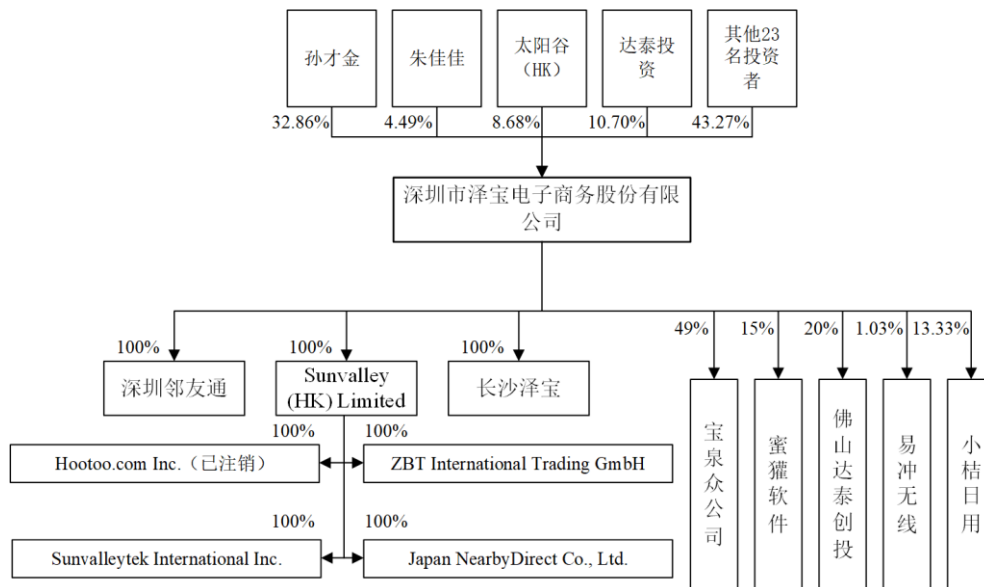 孙才金
朱佳佳
太阳谷
（HK）
达泰投
资
其他23
名投资
者
32.86%
4.49%
8.68%
10.70%
43.27%
深圳市泽宝电子商务股份有限
公司
100%
100%
100%
49%
15%
20%
1.03%
13.33%
深圳邻友通
Sunvalley
(HK) Limited
长沙泽宝
宝泉众公司
蜜獾软件
佛山达泰创投
易冲无线
小桔日用
100%
100%
Hootoo.com Inc.（已注销）
ZBT International Trading GmbH
100%
100%
Sunvalleytek International Inc.
Japan NearbyDirect Co., Ltd.